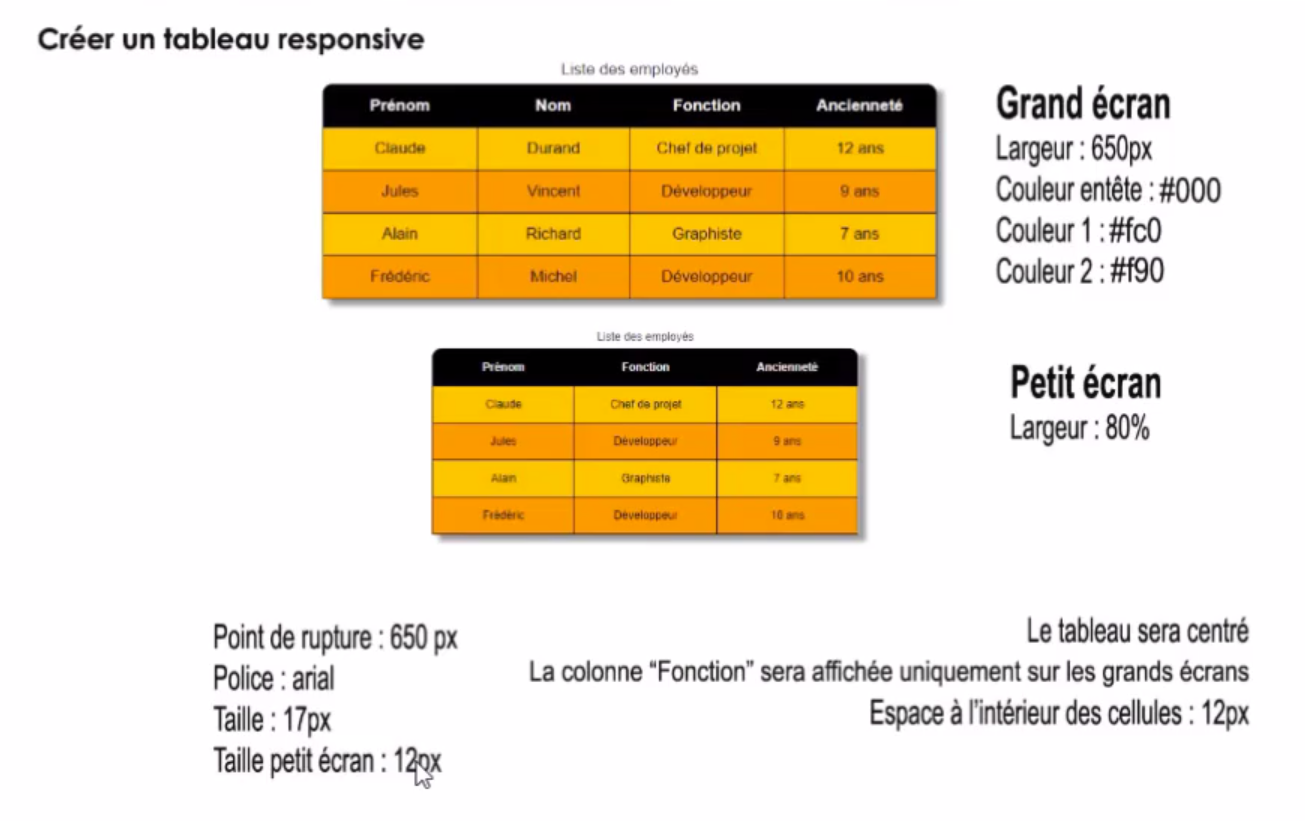 Créer un tableau responsive
Liste des employés
Prénom Nom Fonction Ancienneté
Claude Durand Chef de projet 12 ans
Jules Vincent Développeur 9 ans
Alain Richard Graphiste 7 ans
Frédéric Michel Développeur 10 ans
Grand écran
Largeur : 650px
Couleur entête : #000
Couleur 1 : #fc0
Couleur 2 : #f90
Liste des employés
Prénom Fonction Ancienneté
Claude Chef de projet 12 ans
Jules Développeur 9 ans
Alain Graphiste 7 ans
Frédéric Développeur 10 ans
Petit écran
Largeur : 80%
Point de rupture : 650 px
Police : arial
Taille : 17px
Taille petit écran : 12px
Le tableau sera centré
La colonne “Fonction” sera affichée uniquement sur les grands écrans
Espace à l’intérieur des cellules : 12px